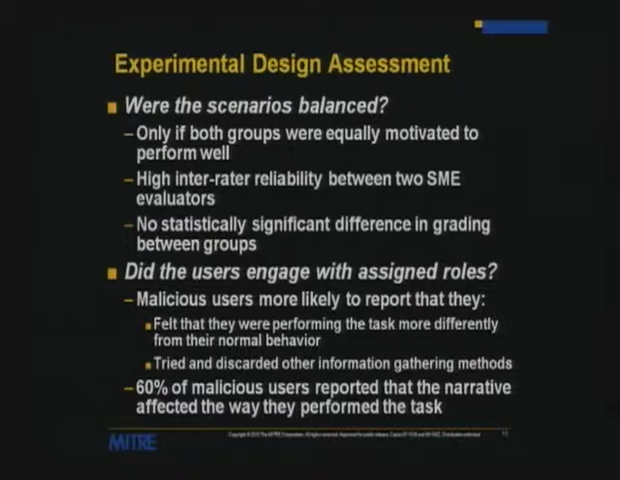 Experimental Design Assessment
Were the scenarios balanced?
–Only if both groups were equally motivated to
perform well
–High inter-rater reliability between two SME
evaluators
–No statistically significant difference in grading
between groups
Did the users engage with assigned roles?
–Malicious users more likely to report that they:
Felt that they were performing the task more differently
from their normal behavior
Tried and discarded other information gathering methods
–60% of malicious users reported that the narrative
affected the way they performed the task
MITRE